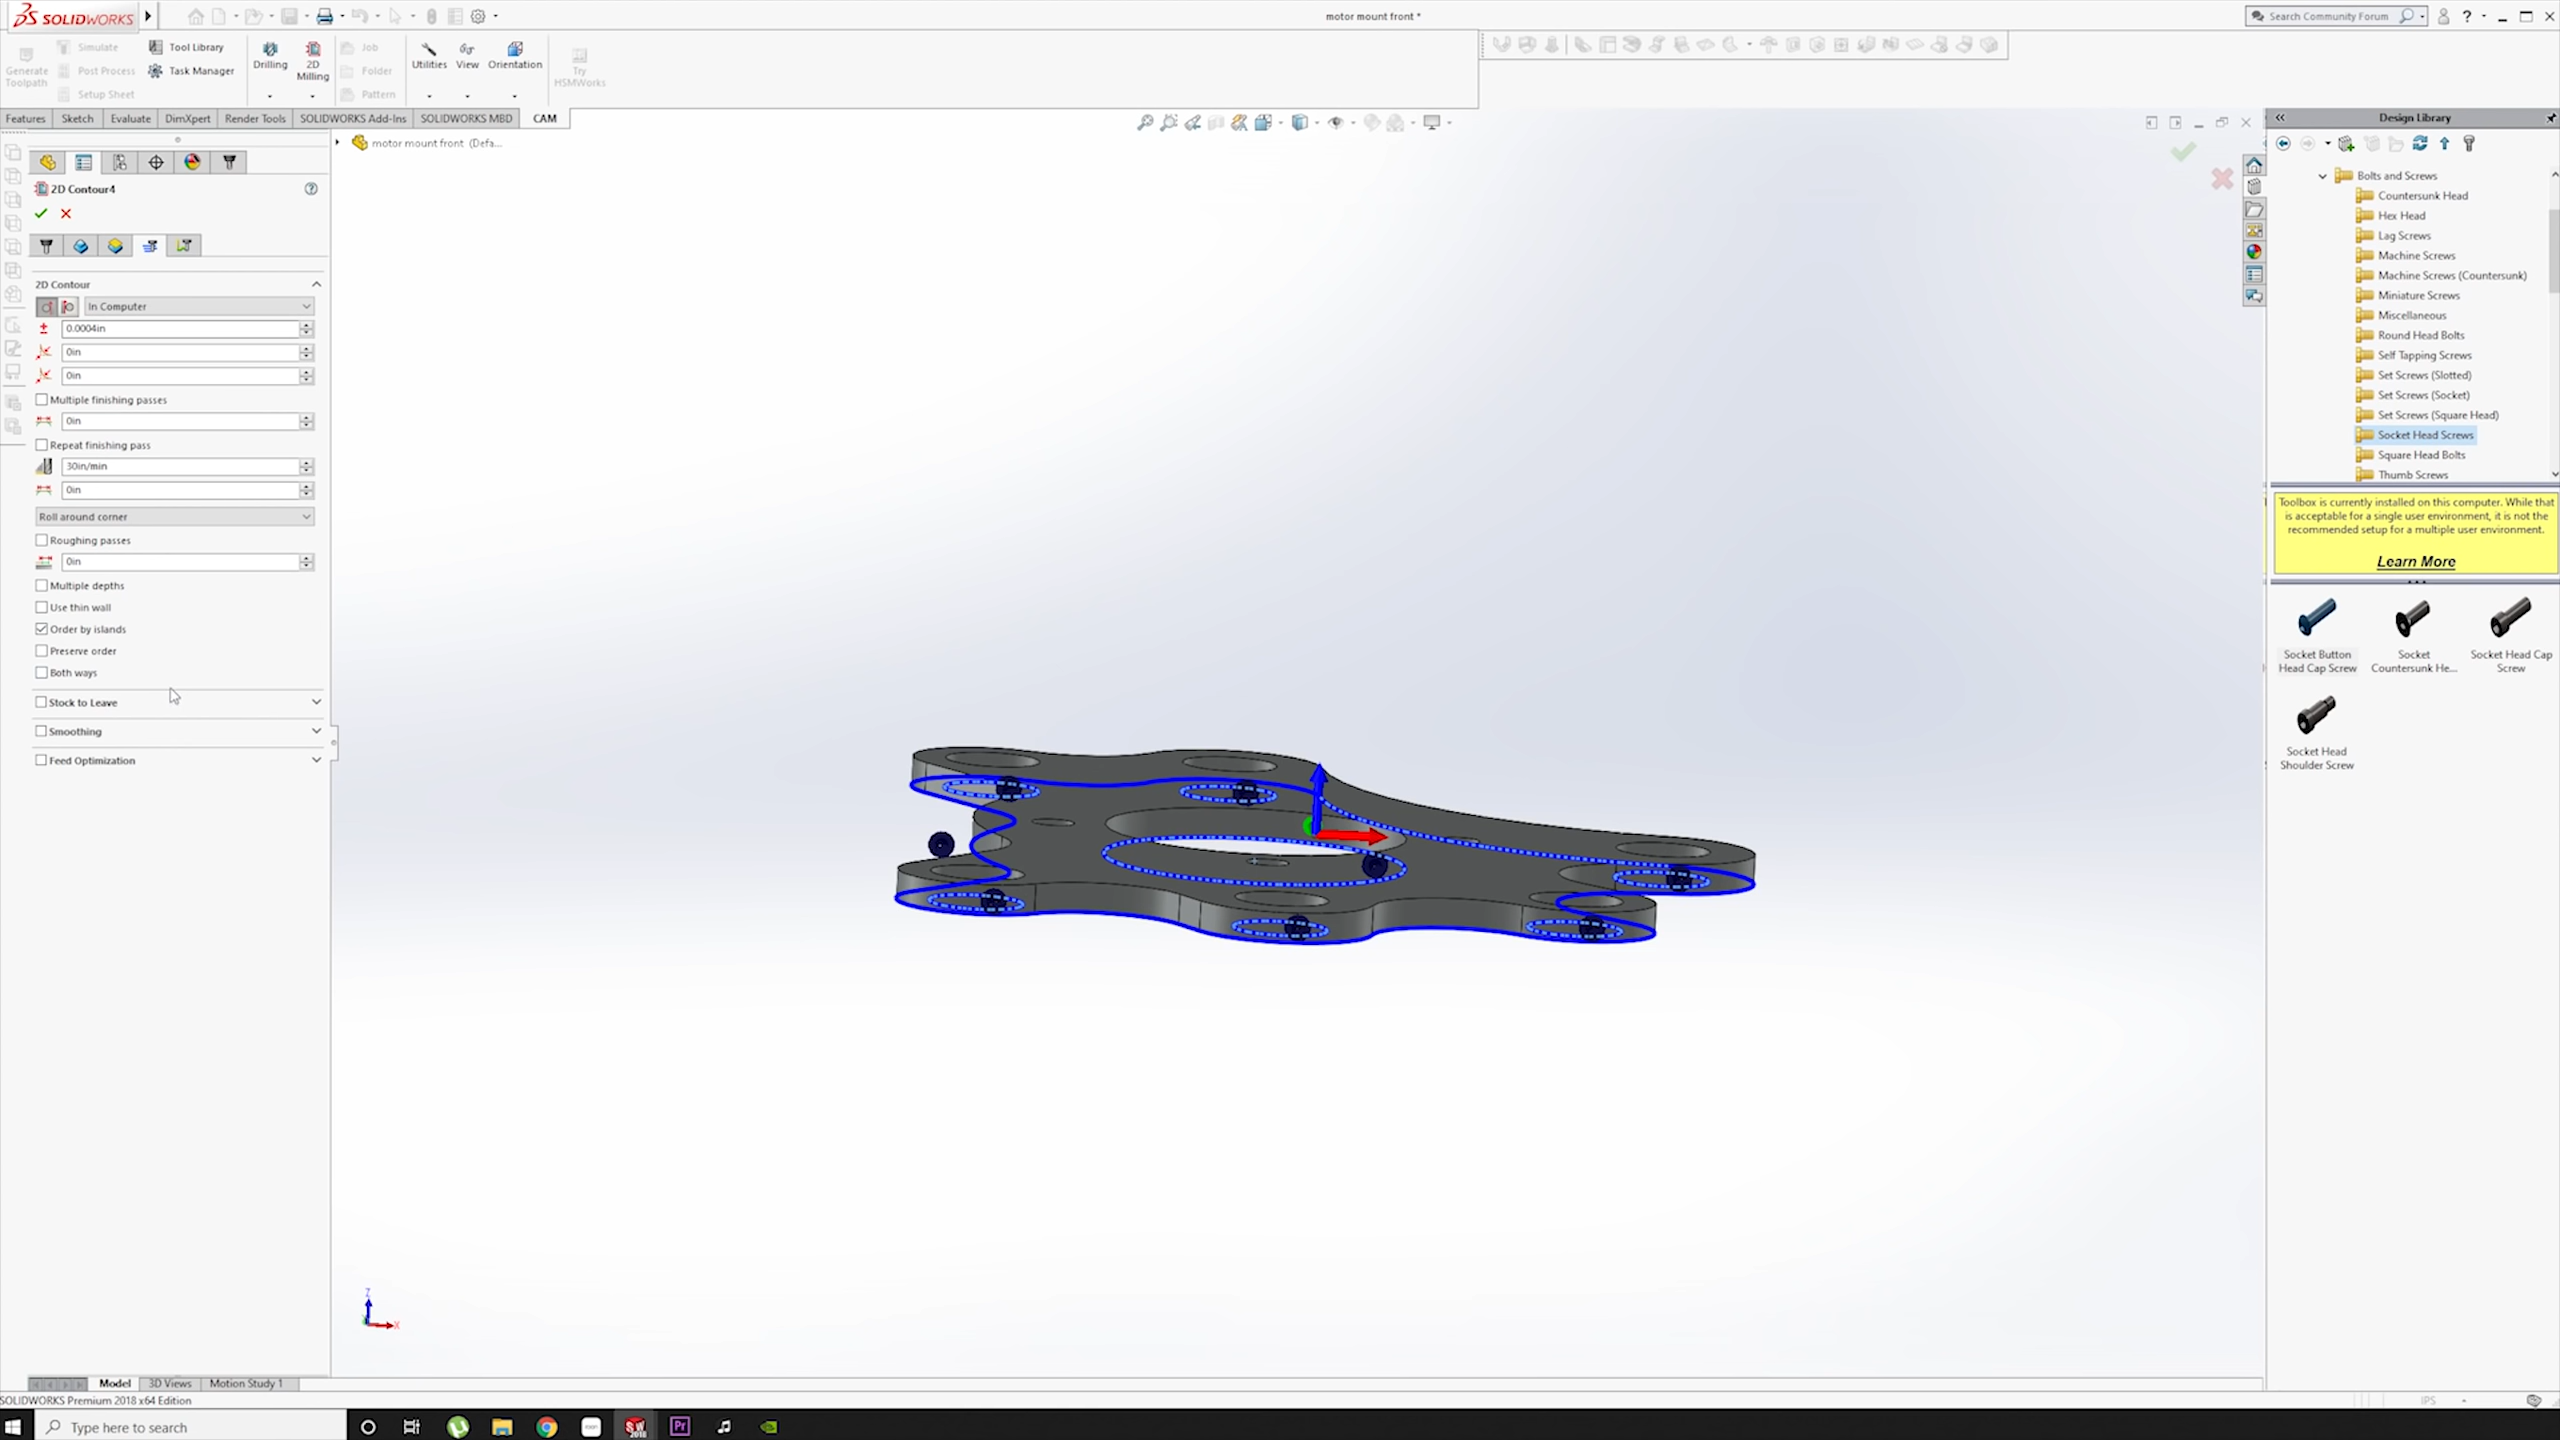 SOLIDWORKS
motor mount front *
Search Community Forum
Generate Toolpath
Simulate
Post Process
Setup Sheet
Tool Library
Task Manager
Drilling
2D Milling
Job
Folder
Pattern
Utilities
View
Orientation
Try HSMWorks
Features
Sketch
Evaluate
DimXpert
Render Tools
SOLIDWORKS Add-Ins
SOLIDWORKS MBD
CAM
motor mount front (Defa...
2D Contour4
2D Contour
In Computer
0.0004in
0in
0in
Multiple finishing passes
0in
Repeat finishing pass
30in/min
0in
Roll around corner
Roughing passes
0in
Multiple depths
Use thin wall
Order by islands
Preserve order
Both ways
Stock to Leave
Smoothing
Feed Optimization
Z
X
Design Library
Bolts and Screws
Countersunk Head
Hex Head
Lag Screws
Machine Screws
Machine Screws (Countersunk)
Miniature Screws
Miscellaneous
Round Head Bolts
Self Tapping Screws
Set Screws (Slotted)
Set Screws (Socket)
Set Screws (Square Head)
Socket Head Screws
Square Head Bolts
Thumb Screws
Toolbox is currently installed on this computer. While that
is acceptable for a single user environment, it is not the
recommended setup for a multiple user environment.
Learn More
Socket Button
Head Cap Screw
Socket
Countersunk He...
Socket Head Cap
Screw
Socket Head
Shoulder Screw
Model
3D Views
Motion Study 1
SOLIDWORKS Premium 2018 x64 Edition
IPS
Type here to search
SW
2018
Pr